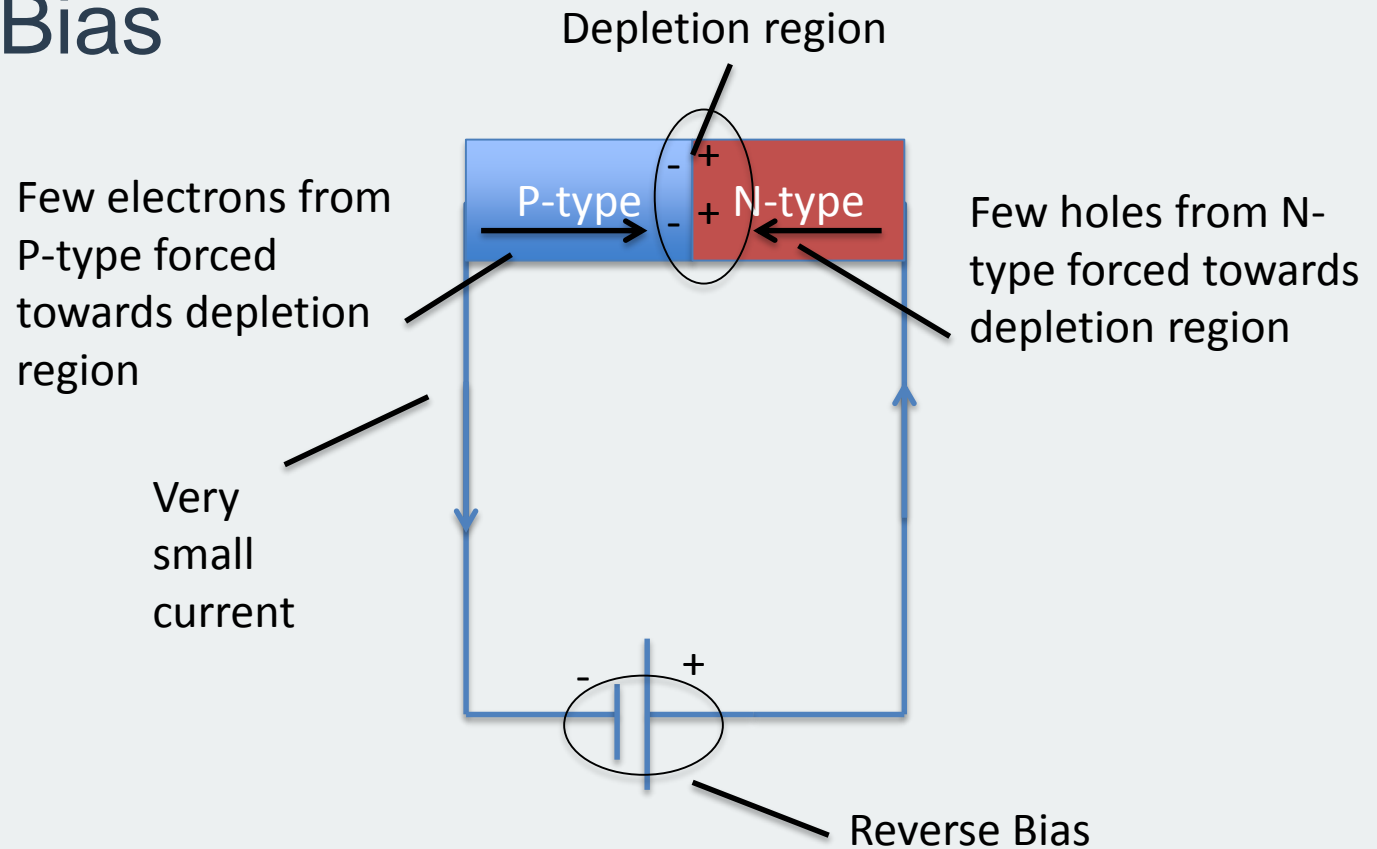 Bias
Depletion region
Few electrons from
P-type forced
towards depletion
region
P-type
N-type
- +
- +
Few holes from N-
type forced towards
depletion region
Very
small
current
- +
Reverse Bias